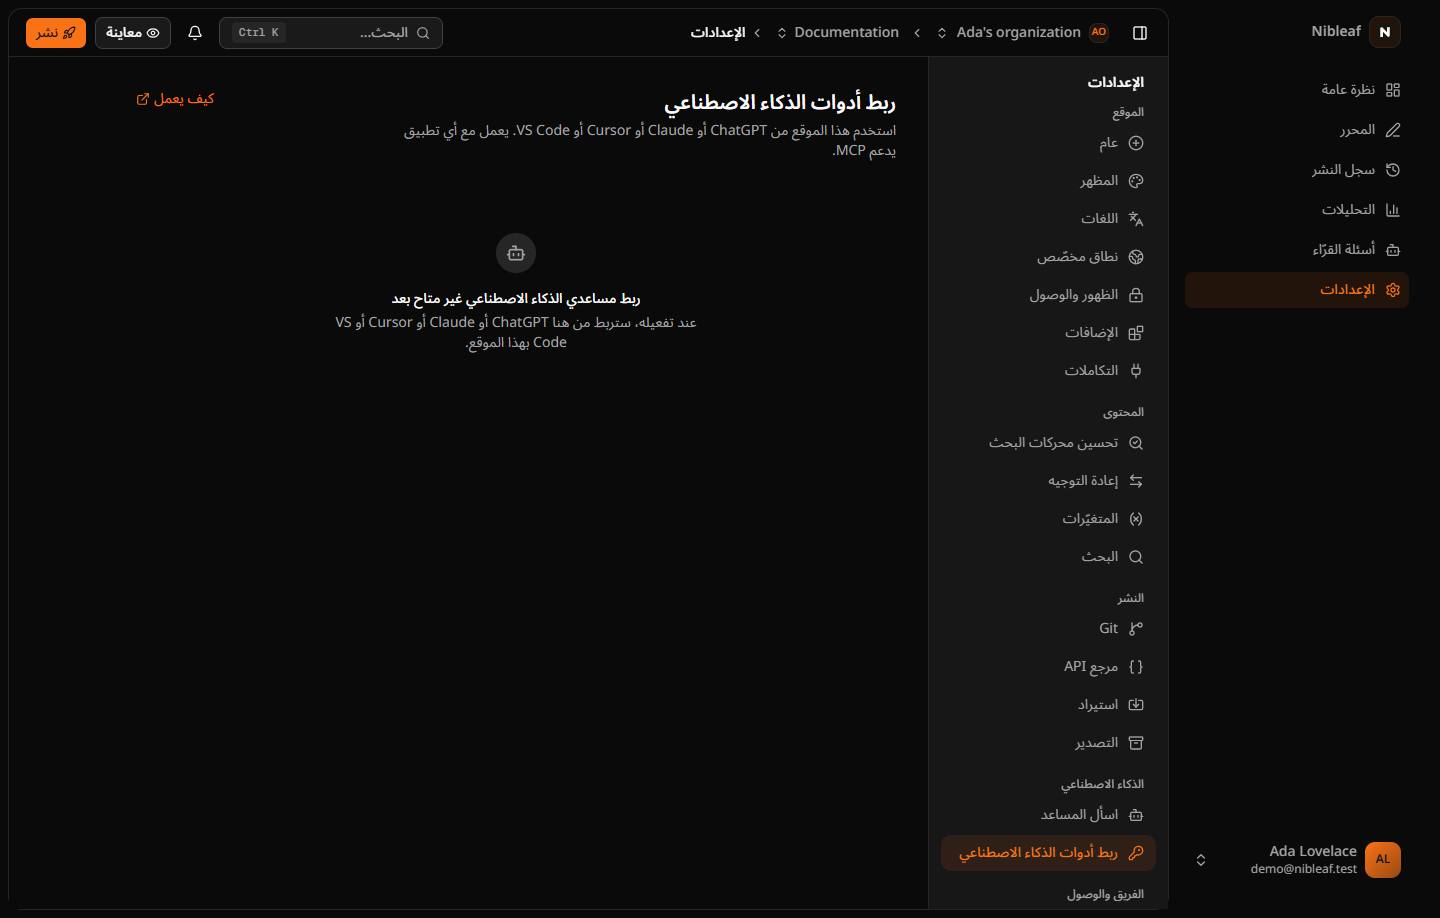 Nibleaf
نظرة عامة
المحرر
سجل النشر
التحليلات
أسئلة القرّاء
الإعدادات
Ada Lovelace
demo@nibleaf.test
AL
AO Ada's organization
Documentation
الإعدادات
البحث...
Ctrl K
معاينة
نشر
الإعدادات
الموقع
عام
المظهر
اللغات
نطاق مخصّص
الظهور والوصول
الإضافات
التكاملات
المحتوى
تحسين محركات البحث
إعادة التوجيه
المتغيّرات
البحث
النشر
Git
مرجع API
استيراد
التصدير
الذكاء الاصطناعي
اسأل المساعد
ربط أدوات الذكاء الاصطناعي
الفريق والوصول
ربط أدوات الذكاء الاصطناعي
كيف يعمل
استخدم هذا الموقع من ChatGPT أو Claude أو Cursor أو VS Code. يعمل مع أي تطبيق
يدعم MCP.
ربط مساعدي الذكاء الاصطناعي غير متاح بعد
عند تفعيله، ستربط من هنا ChatGPT أو Claude أو Cursor أو VS
Code بهذا الموقع.